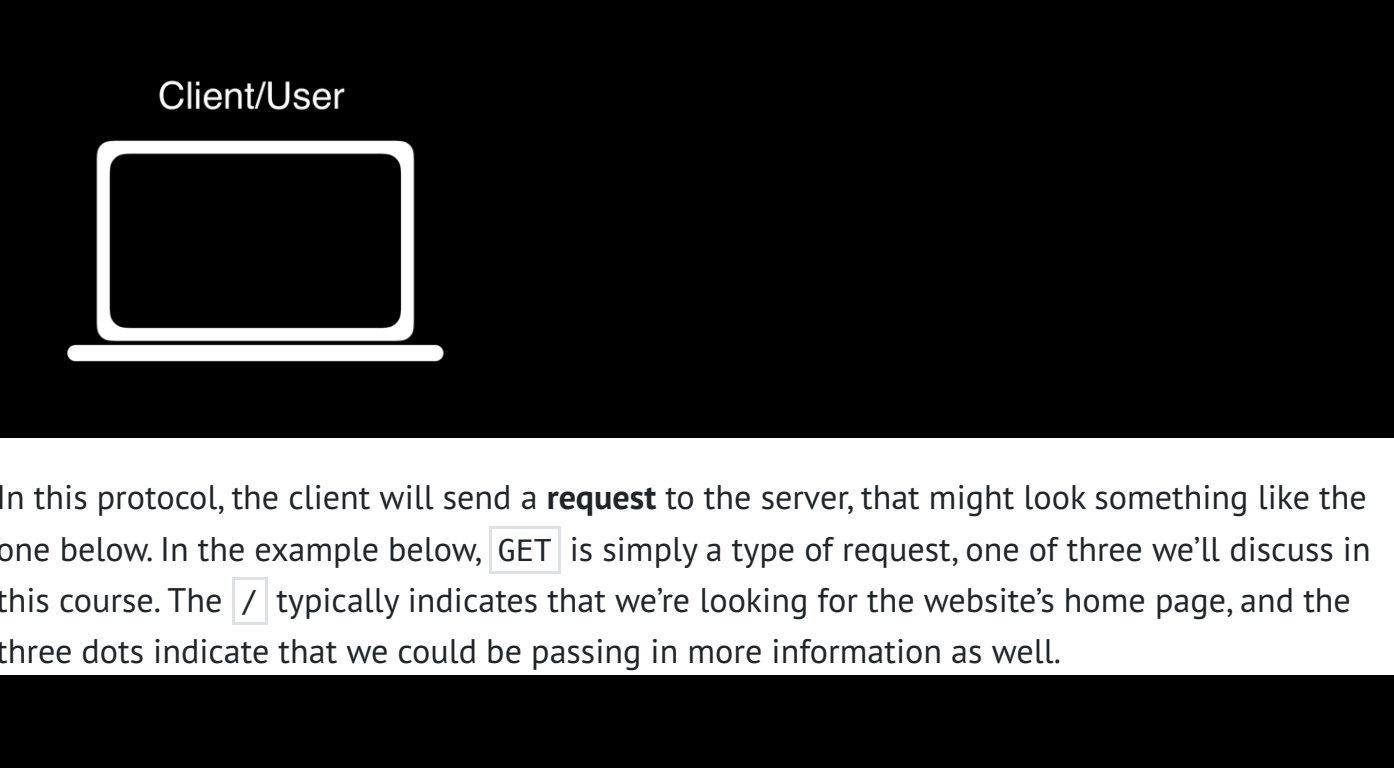 Client/User
In this protocol, the client will send a request to the server, that might look something like the
one below. In the example below, GET is simply a type of request, one of three we’ll discuss in
this course. The / typically indicates that we’re looking for the website’s home page, and the
three dots indicate that we could be passing in more information as well.